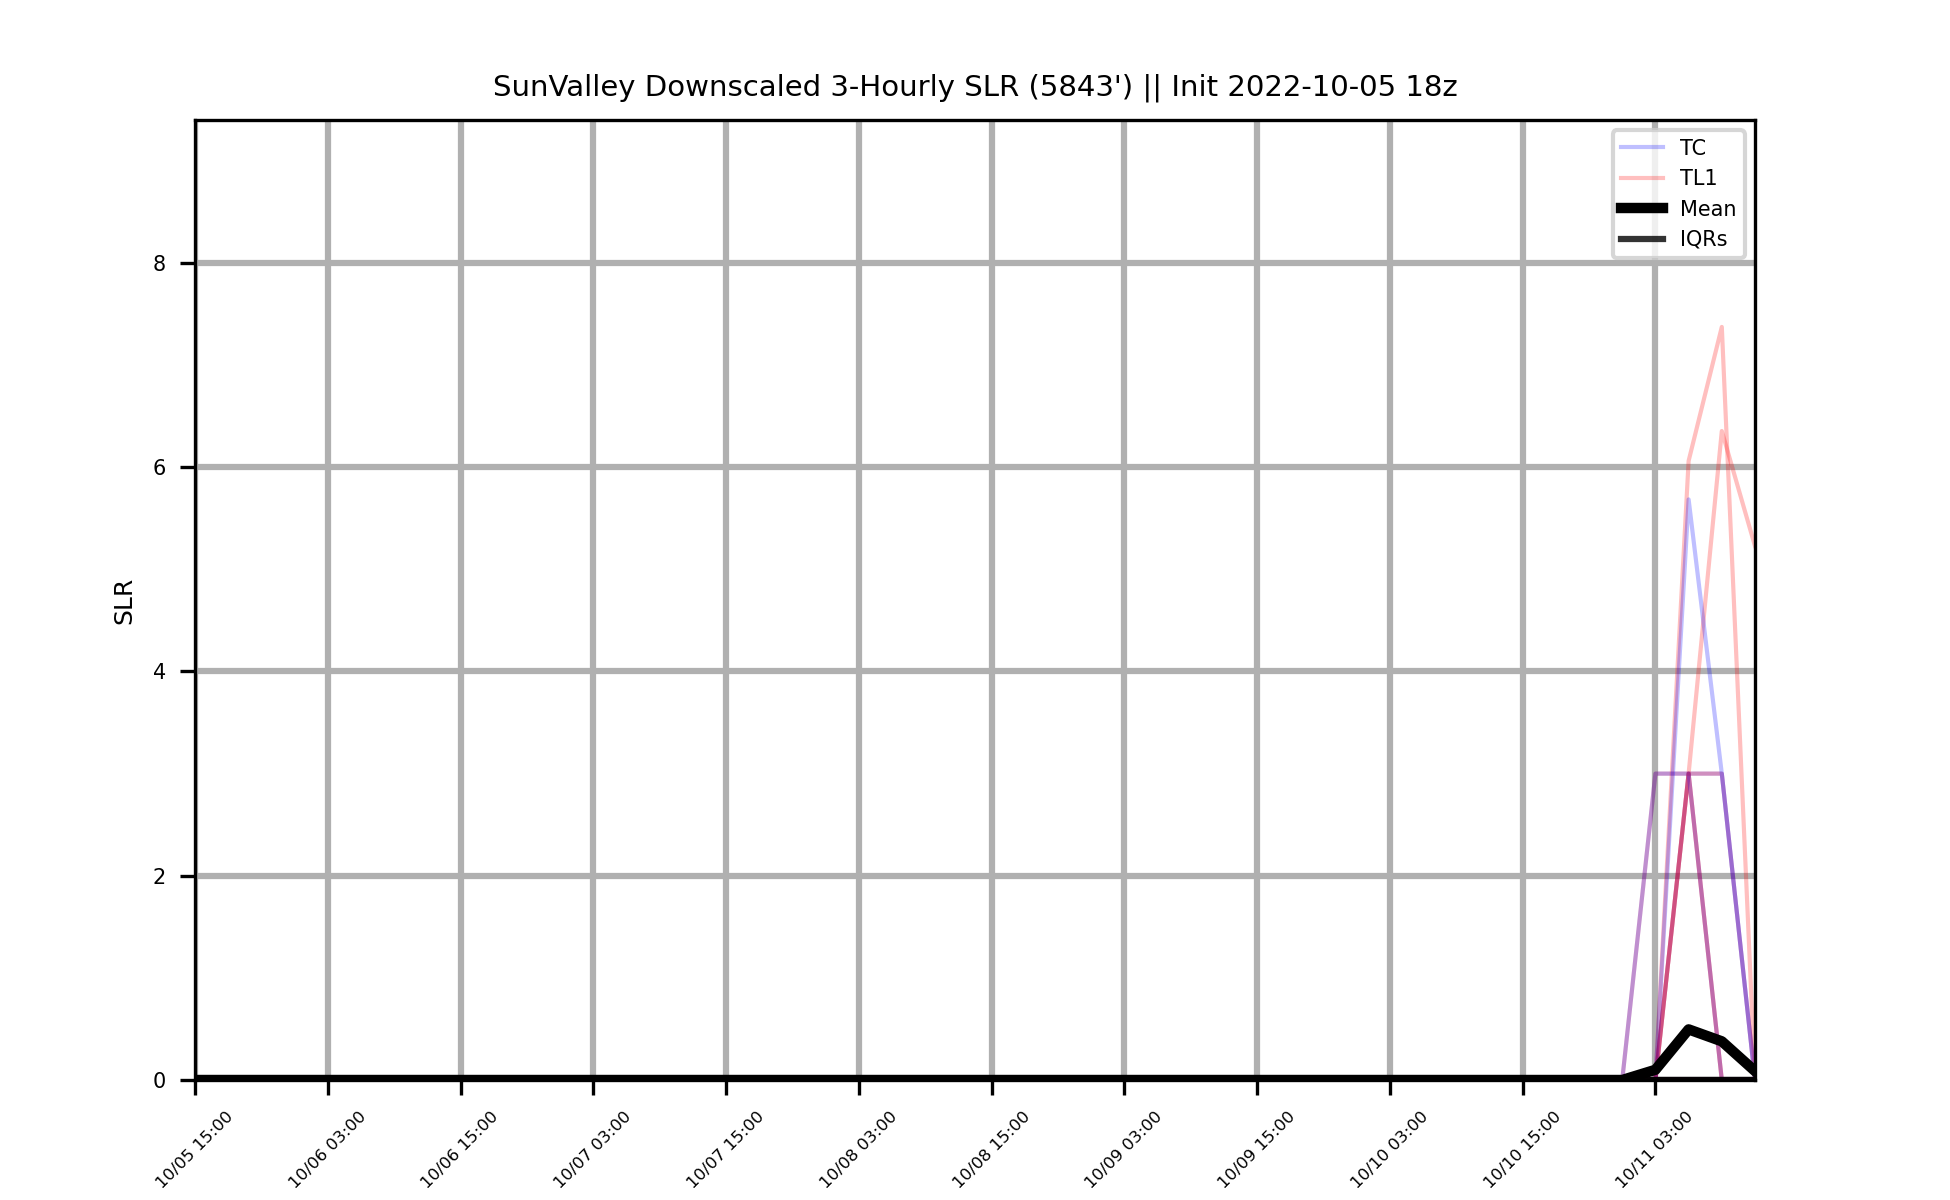 SunValley Downscaled 3-Hourly SLR (5843') || Init 2022-10-05 18z
TC
TL1
Mean
IQRs
8
6
4
2
0
SLR
10/05 15:00
10/06 03:00
10/06 15:00
10/07 03:00
10/07 15:00
10/08 03:00
10/08 15:00
10/09 03:00
10/09 15:00
10/10 03:00
10/10 15:00
10/11 03:00